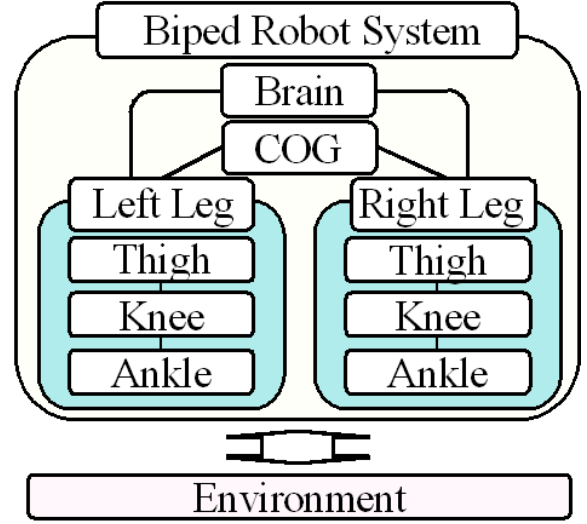 Biped Robot System
Brain
COG
Left Leg
Right Leg
Thigh
Thigh
Knee
Knee
Ankle
Ankle
Environment